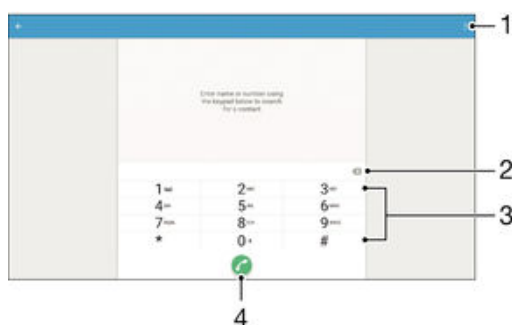 +
1
Enter name or number using
the keypad below to search
for a contact
2
1 2 3
4 5 6
3
7 8 9
* 0 #
4